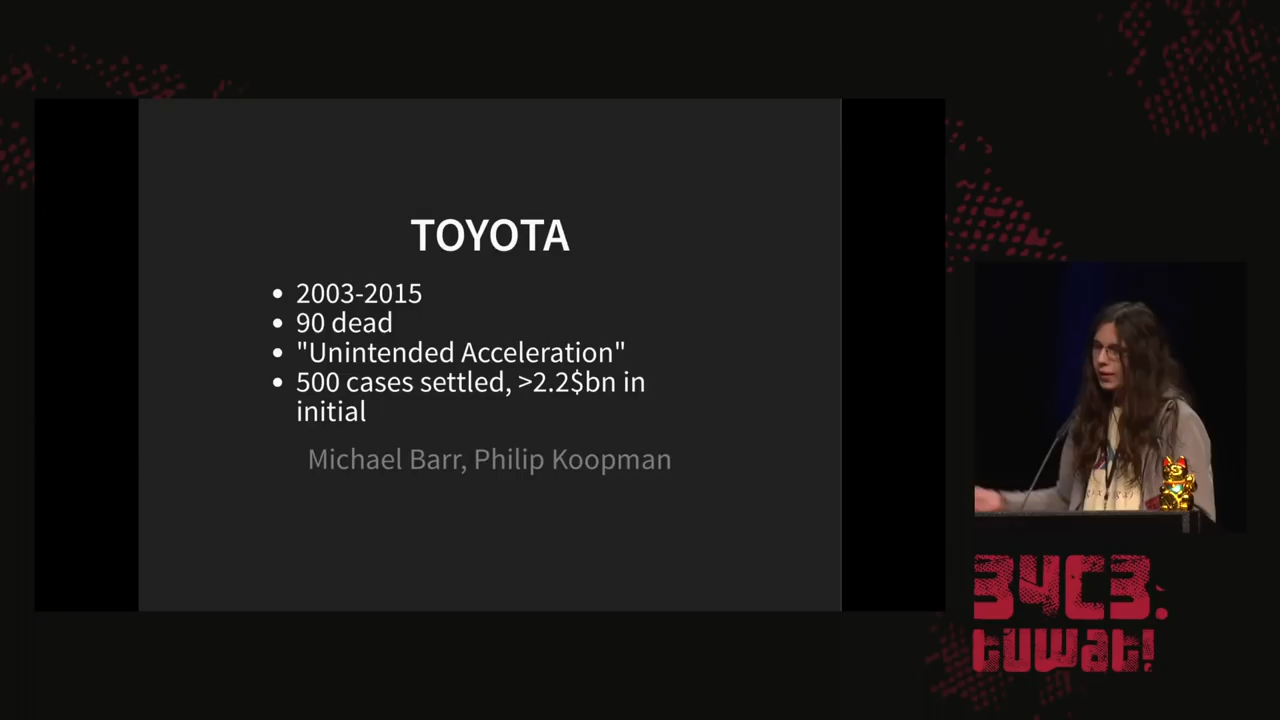 TOYOTA
2003-2015
90 dead
"Unintended Acceleration"
500 cases settled, >2.2$bn in
initial
Michael Barr, Philip Koopman
34C3.
tuwat!